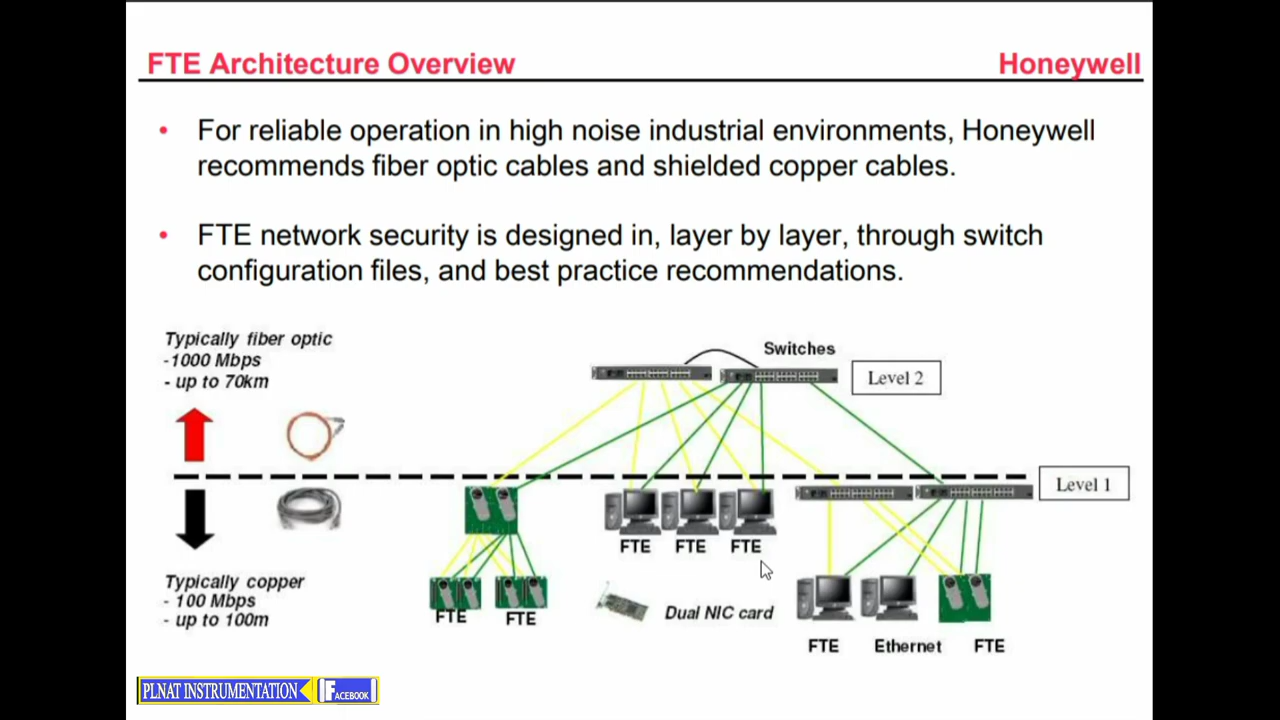 FTE Architecture Overview
Honeywell
• For reliable operation in high noise industrial environments, Honeywell
recommends fiber optic cables and shielded copper cables.
• FTE network security is designed in, layer by layer, through switch
configuration files, and best practice recommendations.
Typically fiber optic
-1000 Mbps
- up to 70km
Switches
Level 2
Level 1
FTE FTE FTE
Typically copper
- 100 Mbps
- up to 100m
FTE FTE
Dual NIC card
FTE Ethernet FTE
PLNAT INSTRUMENTATION
FACEBOOK